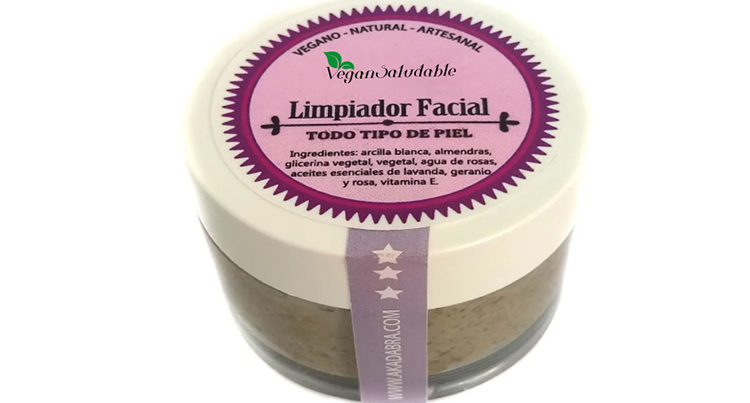 VEGANO - NATURAL - ARTESANAL
VeganSaludable
Limpiador Facial
TODO TIPO DE PIEL
Ingredientes: arcilla blanca, almendras,
glicerina vegetal, vegetal, agua de rosas,
aceites esenciales de lavanda, geranio
y rosa, vitamina E.
WWW.AKADABRA.COM